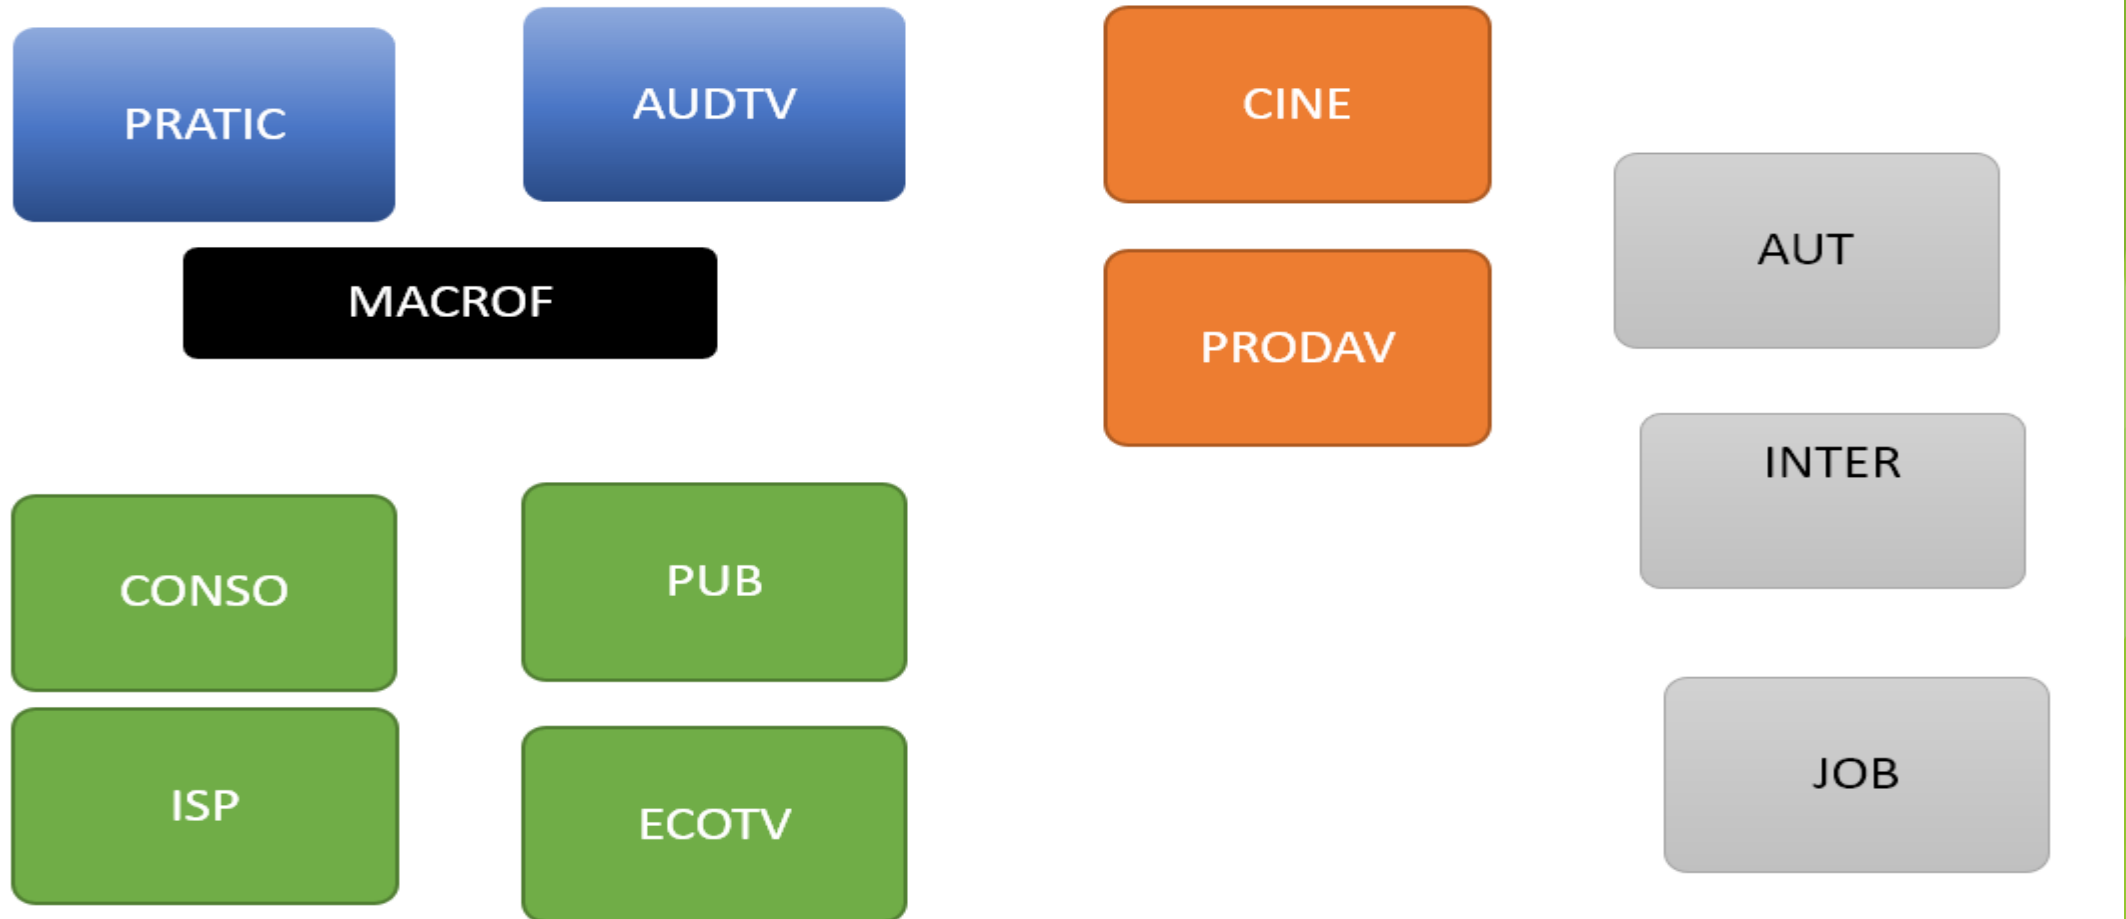 PRATIC
AUDTV
MACROF
CINE
PRODAV
AUT
INTER
JOB
CONSO
PUB
ISP
ECOTV